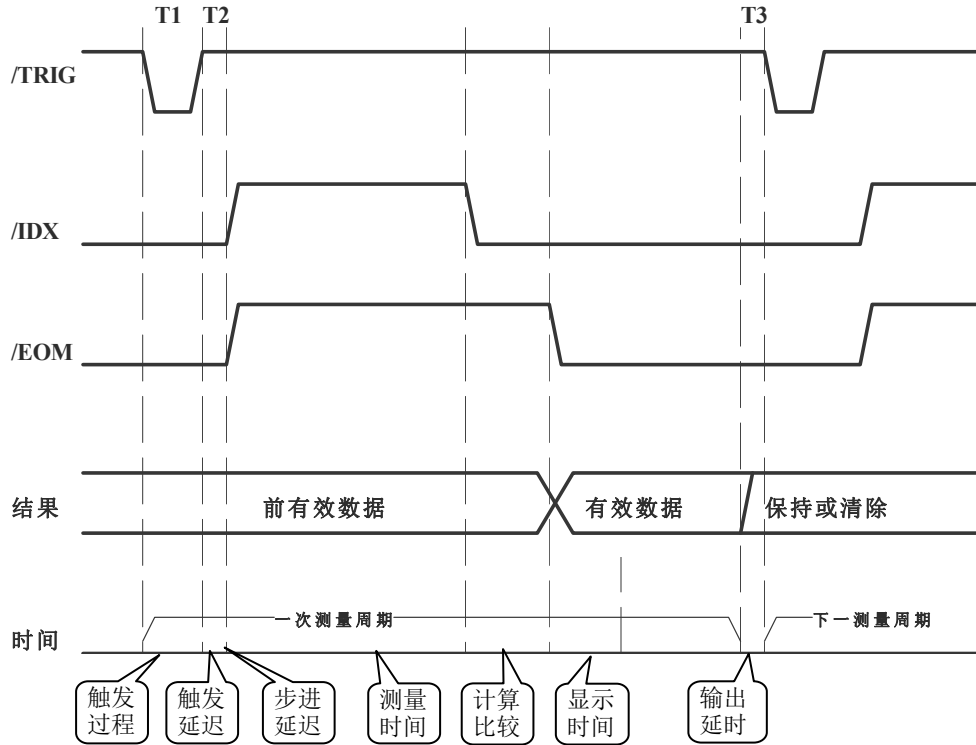 T1 T2 T3
/TRIG
/IDX
/EOM
结果 前有效数据 有效数据 保持或清除
时间 一次测量周期 下一测量周期
触发
过程
触发
延迟
步进
延迟
测量
时间
计算
比较
显示
时间
输出
延时